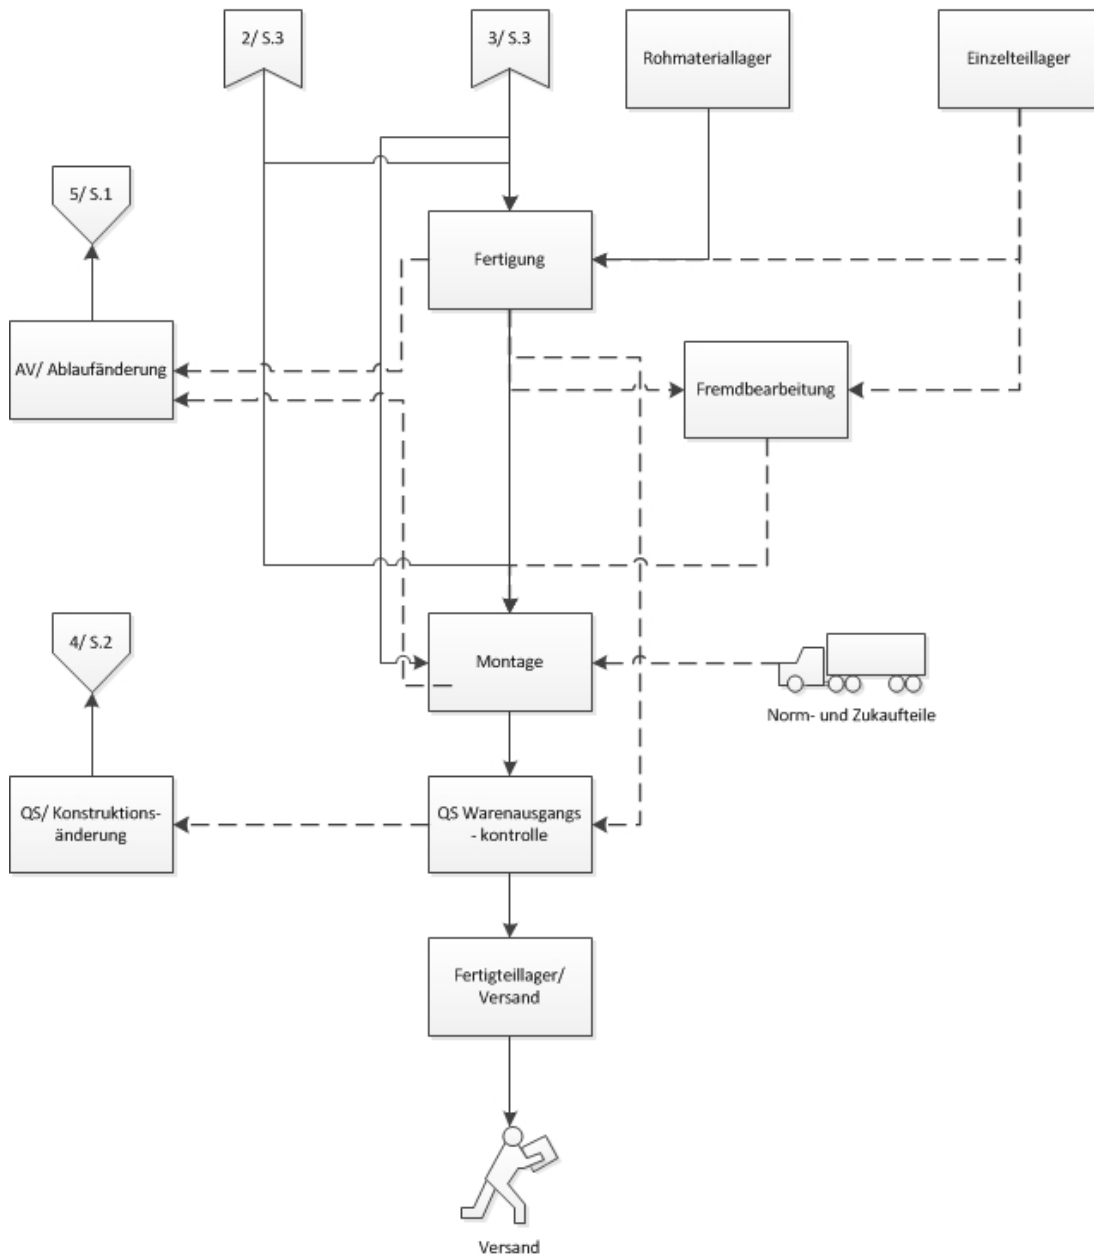 2/ S.3
3/ S.3
Rohmateriallager
Einzelteillager
5/ S.1
Fertigung
AV/ Ablaufänderung
Fremdbearbeitung
4/ S.2
Montage
Norm- und Zukaufteile
QS/ Konstruktions-
änderung
QS Warenausgangs
- kontrolle
Fertigteillager/
Versand
Versand